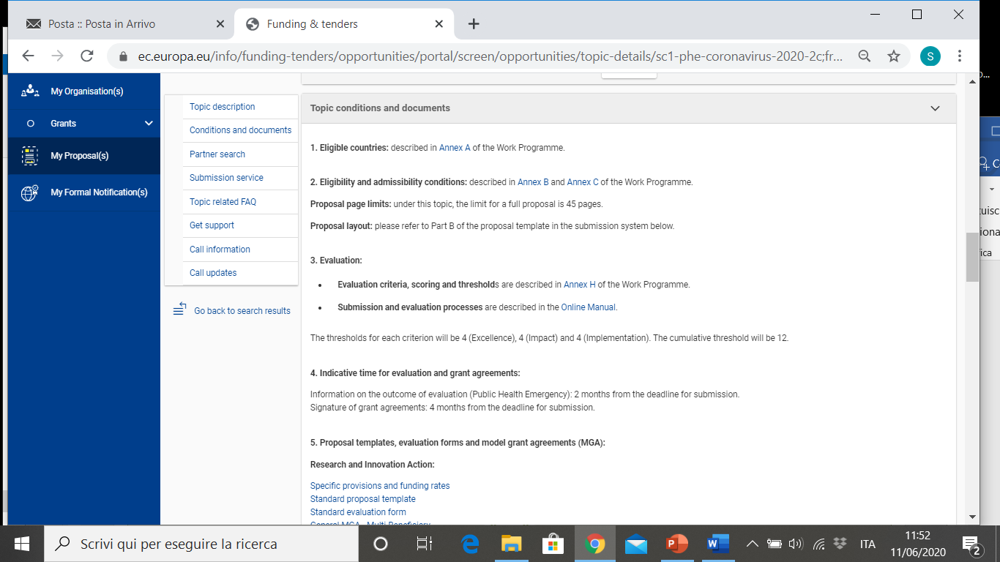 Posta :: Posta in Arrivo
Funding & tenders
ec.europa.eu/info/funding-tenders/opportunities/portal/screen/opportunities/topic-details/sc1-phe-coronavirus-2020-2c;fr...
S
My Organisation(s)
Grants
My Proposal(s)
My Formal Notification(s)
Topic description
Conditions and documents
Partner search
Submission service
Topic related FAQ
Get support
Call information
Call updates
Go back to search results
Topic conditions and documents
1. Eligible countries: described in Annex A of the Work Programme.
2. Eligibility and admissibility conditions: described in Annex B and Annex C of the Work Programme.
Proposal page limits: under this topic, the limit for a full proposal is 45 pages.
Proposal layout: please refer to Part B of the proposal template in the submission system below.
3. Evaluation:
• Evaluation criteria, scoring and thresholds are described in Annex H of the Work Programme.
• Submission and evaluation processes are described in the Online Manual.
The thresholds for each criterion will be 4 (Excellence), 4 (Impact) and 4 (Implementation). The cumulative threshold will be 12.
4. Indicative time for evaluation and grant agreements:
Information on the outcome of evaluation (Public Health Emergency): 2 months from the deadline for submission.
Signature of grant agreements: 4 months from the deadline for submission.
5. Proposal templates, evaluation forms and model grant agreements (MGA):
Research and Innovation Action:
Specific provisions and funding rates
Standard proposal template
Standard evaluation form
General MGA - Multi-Beneficiary
Scrivi qui per eseguire la ricerca
ITA
11:52
11/06/2020
2